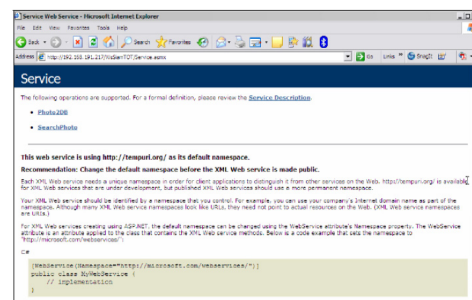 Service Web Service - Microsoft Internet Explorer
File Edit View Favorites Tools Help
Back Search Favorites
Address Go Links SnagIt
Service
The following operations are supported. For a formal definition, please review the Service Description.
Photo2DB
SearchPhoto
This web service is using http://tempuri.org/ as its default namespace.
Recommendation: Change the default namespace before the XML Web service is made public.
Each XML Web service needs a unique namespace in order for client applications to distinguish it from other services on the Web. http://tempuri.org/ is available
for XML Web services that are under development, but published XML Web services should use a more permanent namespace.
Your XML Web service should be identified by a namespace that you control. For example, you can use your company's Internet domain name as part of the
namespace. Although many XML Web service namespaces look like URLs, they need not point to actual resources on the Web. (XML Web service namespaces
are URIs.)
For XML Web services creating using ASP.NET, the default namespace can be changed using the WebService attribute's Namespace property. The WebService
attribute is an attribute applied to the class that contains the XML Web service methods. Below is a code example that sets the namespace to
"http://microsoft.com/webservices/":
C#
[WebService(Namespace="http://microsoft.com/webservices/")]
public class MyWebService {
// implementation
}